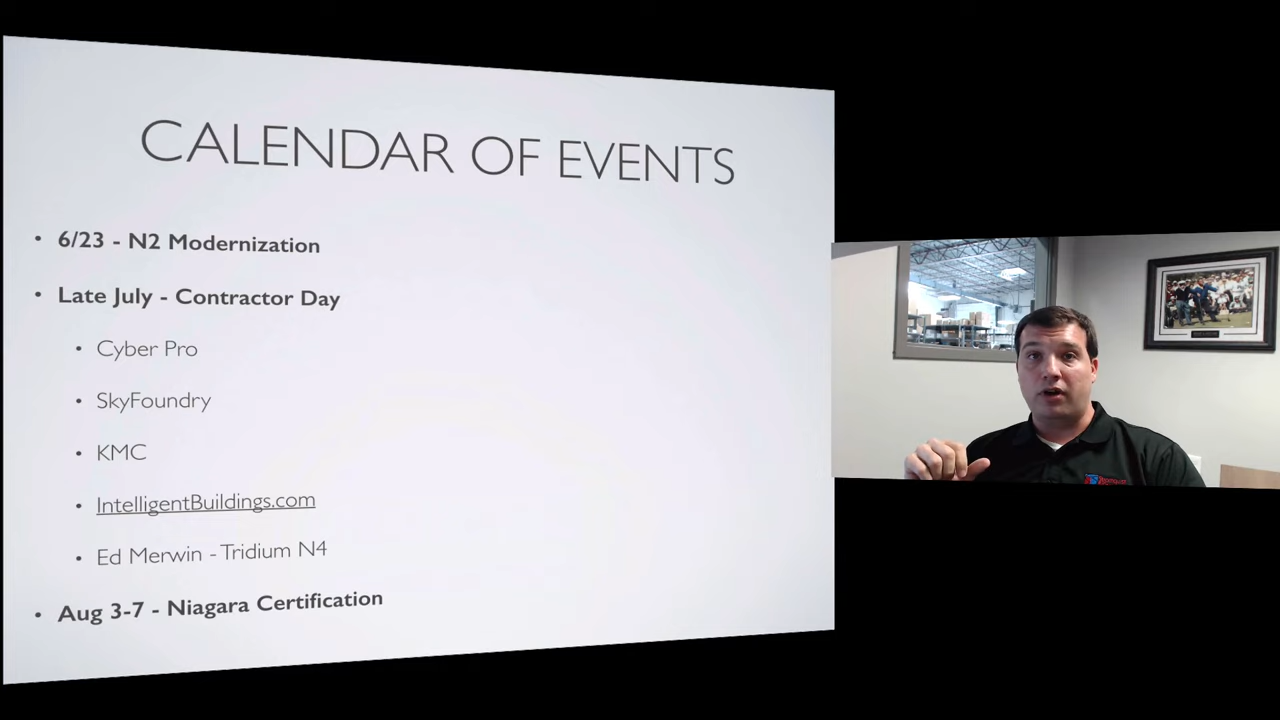 CALENDAR OF EVENTS
• 6/23 - N2 Modernization
• Late July - Contractor Day
• Cyber Pro
• SkyFoundry
• KMC
• IntelligentBuildings.com
• Ed Merwin - Tridium N4
• Aug 3-7 - Niagara Certification